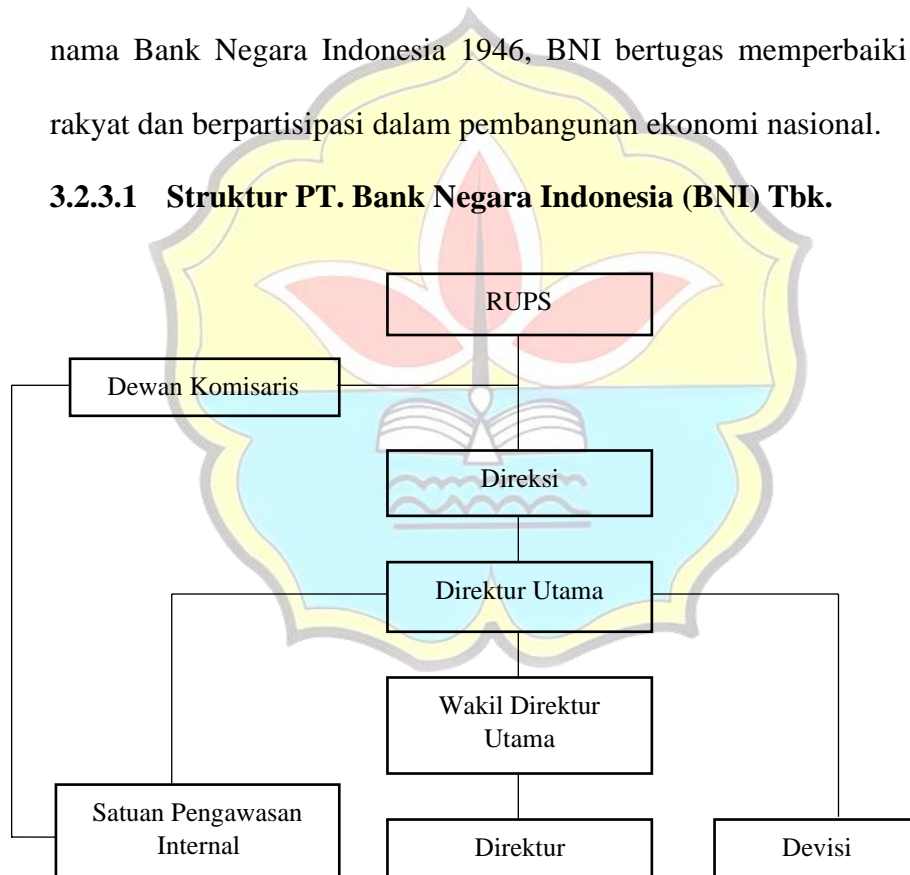 nama Bank Negara Indonesia 1946, BNI bertugas memperbaiki
rakyat dan berpartisipasi dalam pembangunan ekonomi nasional.
3.2.3.1 Struktur PT. Bank Negara Indonesia (BNI) Tbk.
RUPS
Dewan Komisaris
Direksi
Direktur Utama
Wakil Direktur
Utama
Satuan Pengawasan
Internal
Direktur
Devisi